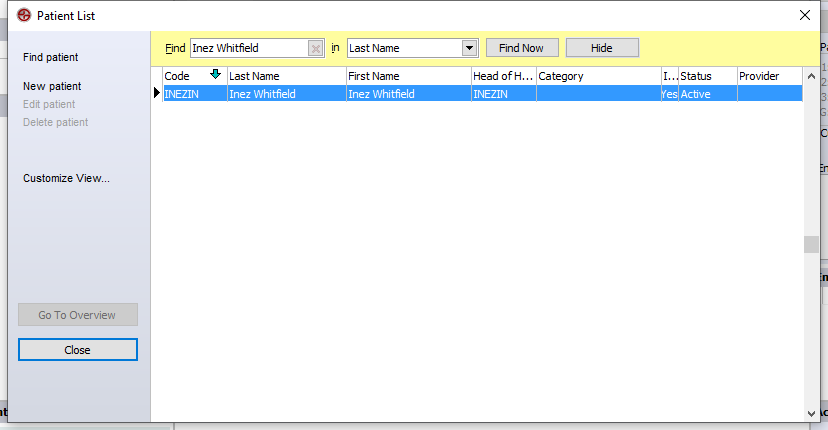 Patient List
Find patient
New patient
Edit patient
Delete patient
Customize View...
Go To Overview
Close
Find Inez Whitfield in Last Name Find Now Hide
Code Last Name First Name Head of H... Category I... Status Provider
INEZIN Inez Whitfield Inez Whitfield INEZIN Yes Active